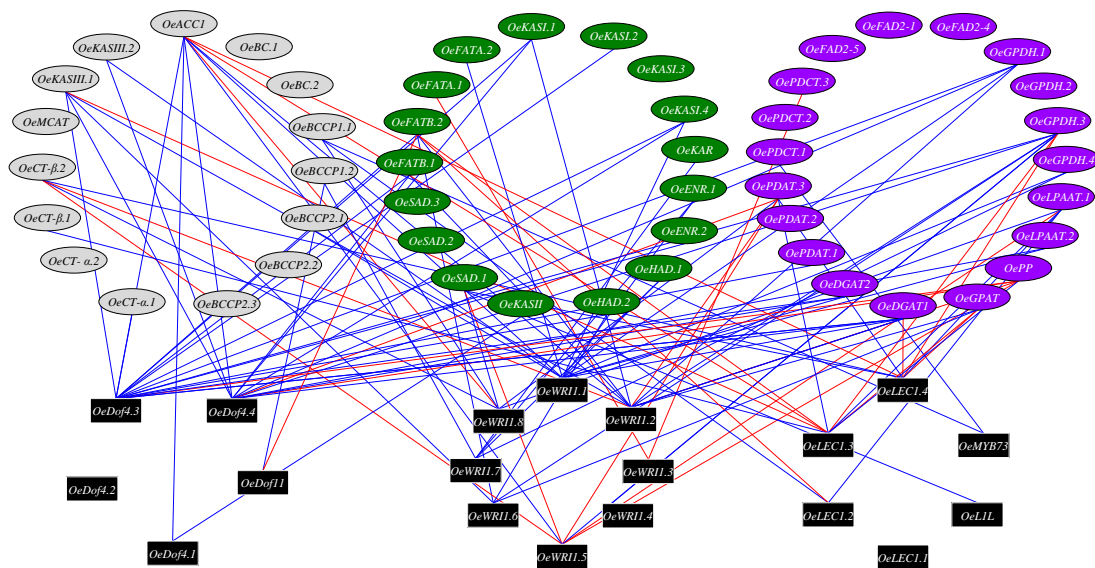 OeACC1
OeKASIII.2
OeBC.1
OeKASIII.1
OeBC.2
OeMCAT
OeBCCP1.1
OeCT-β.2
OeBCCP1.2
OeCT-β.1
OeBCCP2.1
OeCT- α.2
OeBCCP2.2
OeCT-α.1
OeBCCP2.3
OeKASI.1
OeKASI.2
OeFATA.2
OeKASI.3
OeFATA.1
OeKASI.4
OeFATB.2
OeKAR
OeFATB.1
OeENR.1
OeSAD.3
OeENR.2
OeSAD.2
OeHAD.1
OeSAD.1
OeKASII
OeHAD.2
OeFAD2-1
OeFAD2-4
OeFAD2-5
OeGPDH.1
OePDCT.3
OeGPDH.2
OePDCT.2
OeGPDH.3
OePDCT.1
OeGPDH.4
OePDAT.3
OeLPAAT.1
OePDAT.2
OeLPAAT.2
OePDAT.1
OePP
OeDGAT2
OeDGAT1
OeGPAT
OeDof4.3
OeDof4.4
OeDof4.2
OeDof11
OeDof4.1
OeWRI1.1
OeWRI1.2
OeWRI1.8
OeWRI1.7
OeWRI1.3
OeWRI1.6
OeWRI1.4
OeWRI1.5
OeLEC1.4
OeLEC1.3
OeMYB73
OeLEC1.2
OeL1L
OeLEC1.1